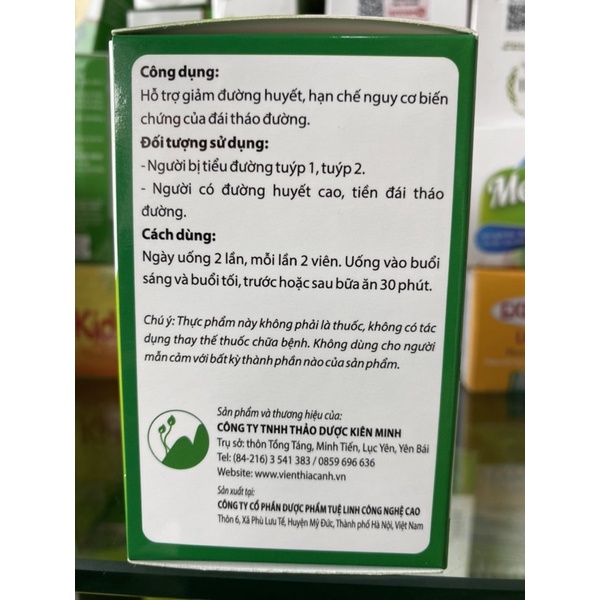 Công dụng:
Hỗ trợ giảm đường huyết, hạn chế nguy cơ biến
chứng của đái tháo đường.
Đối tượng sử dụng:
- Người bị tiểu đường tuýp 1, tuýp 2.
- Người có đường huyết cao, tiền đái tháo
đường.
Cách dùng:
Ngày uống 2 lần, mỗi lần 2 viên. Uống vào buổi
sáng và buổi tối, trước hoặc sau bữa ăn 30 phút.
Chú ý: Thực phẩm này không phải là thuốc, không có tác
dụng thay thế thuốc chữa bệnh. Không dùng cho người
mẫn cảm với bất kỳ thành phần nào của sản phẩm.
Sản phẩm và thương hiệu của:
CÔNG TY TNHH THẢO DƯỢC KIÊN MINH
Trụ sở: thôn Tổng Táng, Minh Tiến, Lục Yên, Yên Bái
Tel: (84-216) 3 541 383 / 0859 696 636
Website: www.vienthiacanh.vn
Sản xuất tại:
CÔNG TY CỔ PHẦN DƯỢC PHẨM TUỆ LINH CÔNG NGHỆ CAO
Thôn 6, Xã Phù Lưu Tế, Huyện Mỹ Đức, Thành phố Hà Nội, Việt Nam